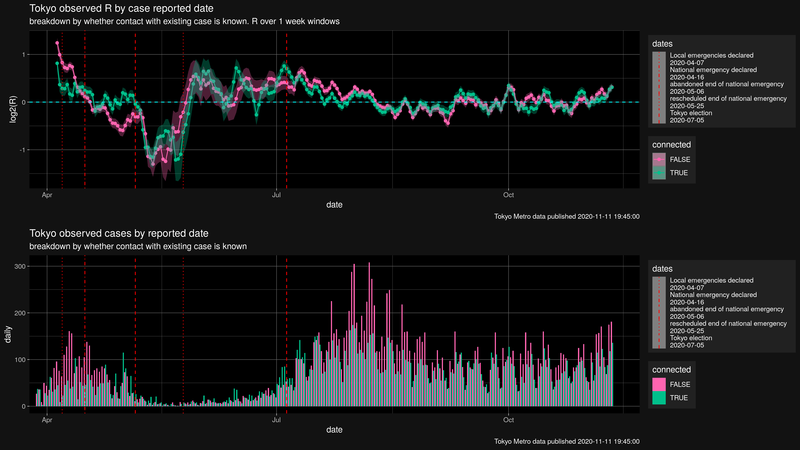 Tokyo observed R by case reported date
breakdown by whether contact with existing case is known. R over 1 week windows
1
0
-1
log2(R)
Apr
Jul
Oct
date
Tokyo Metro data published 2020-11-11 19:45:00
dates
Local emergencies declared
2020-04-07
National emergency declared
2020-04-16
abandoned end of national emergency
2020-05-06
rescheduled end of national emergency
2020-05-25
Tokyo election
2020-07-05
connected
FALSE
TRUE
Tokyo observed cases by reported date
breakdown by whether contact with existing case is known
300
200
100
0
daily
Apr
Jul
Oct
date
Tokyo Metro data published 2020-11-11 19:45:00
dates
Local emergencies declared
2020-04-07
National emergency declared
2020-04-16
abandoned end of national emergency
2020-05-06
rescheduled end of national emergency
2020-05-25
Tokyo election
2020-07-05
connected
FALSE
TRUE